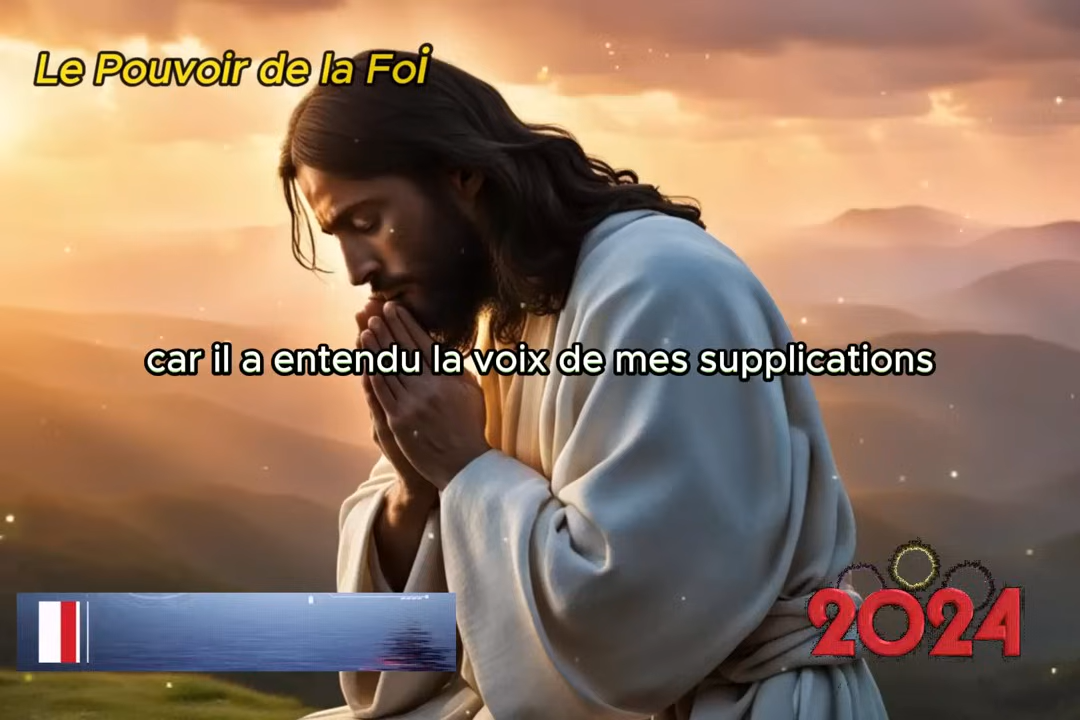 Le Pouvoir de la Foi
car il a entendu la voix de mes supplications
2024